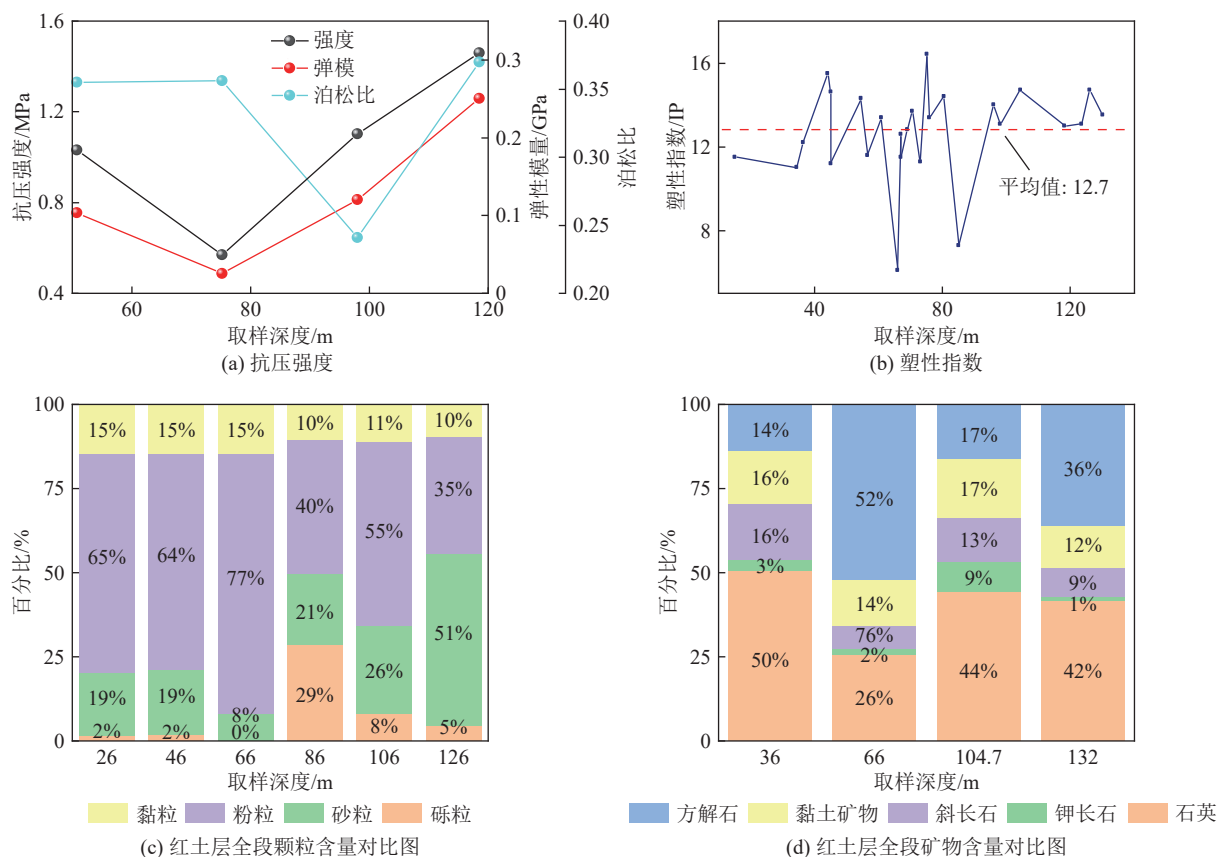 1.6
1.2
0.8
0.4
抗压强度/MPa
强度
弹模
泊松比
60
80
100
120
取样深度/m
0.3
0.2
0.1
0
弹性模量/GPa
0.40
0.35
0.30
0.25
0.20
泊松比
(a) 抗压强度
16
12
8
塑性指数/IP
平均值: 12.7
40
80
120
取样深度/m
(b) 塑性指数
100
75
50
25
0
百分比/%
15% 15% 15% 10% 11% 10%
65% 64% 77% 40% 55% 35%
19% 19% 8% 21% 26% 51%
2% 2% 0% 29% 8% 5%
26 46 66 86 106 126
取样深度/m
黏粒 粉粒 砂粒 砾粒
(c) 红土层全段颗粒含量对比图
100
75
50
25
0
百分比/%
14% 52% 17% 36%
16% 14% 17% 12%
16% 76% 13% 9%
3% 2% 9% 1%
50% 26% 44% 42%
36 66 104.7 132
取样深度/m
方解石 黏土矿物 斜长石 钾长石 石英
(d) 红土层全段矿物含量对比图